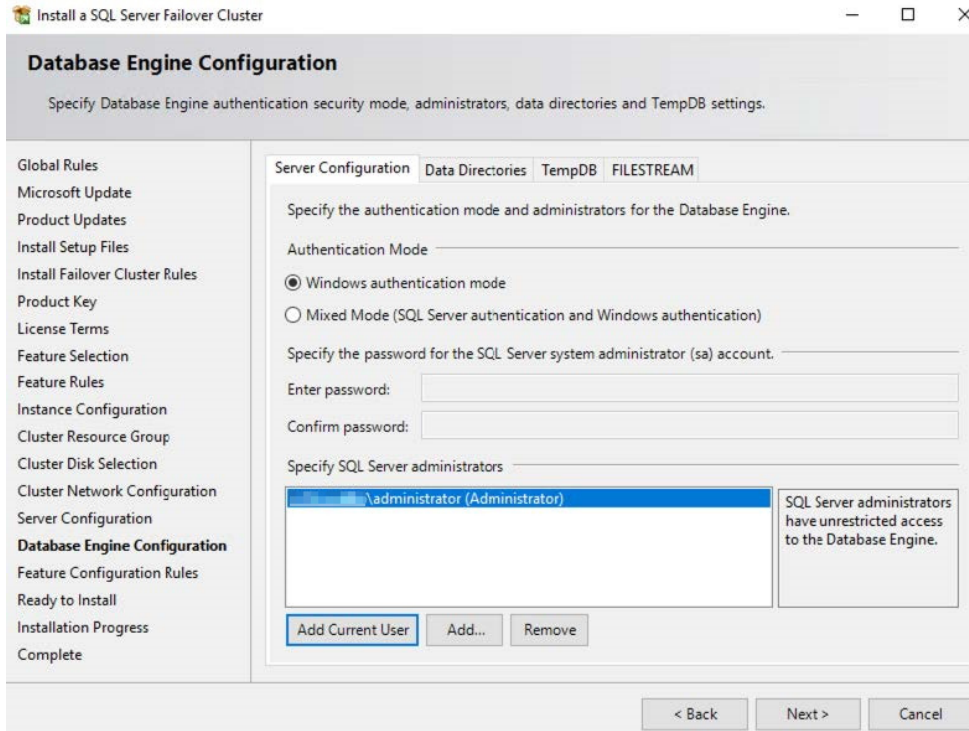 Install a SQL Server Failover Cluster
Database Engine Configuration
Specify Database Engine authentication security mode, administrators, data directories and TempDB settings.
Global Rules
Microsoft Update
Product Updates
Install Setup Files
Install Failover Cluster Rules
Product Key
License Terms
Feature Selection
Feature Rules
Instance Configuration
Cluster Resource Group
Cluster Disk Selection
Cluster Network Configuration
Server Configuration
Database Engine Configuration
Feature Configuration Rules
Ready to Install
Installation Progress
Complete
Server Configuration Data Directories TempDB FILESTREAM
Specify the authentication mode and administrators for the Database Engine.
Authentication Mode
Windows authentication mode
Mixed Mode (SQL Server authentication and Windows authentication)
Specify the password for the SQL Server system administrator (sa) account.
Enter password:
Confirm password:
Specify SQL Server administrators
\administrator (Administrator)
SQL Server administrators
have unrestricted access
to the Database Engine.
Add Current User Add... Remove
< Back Next > Cancel